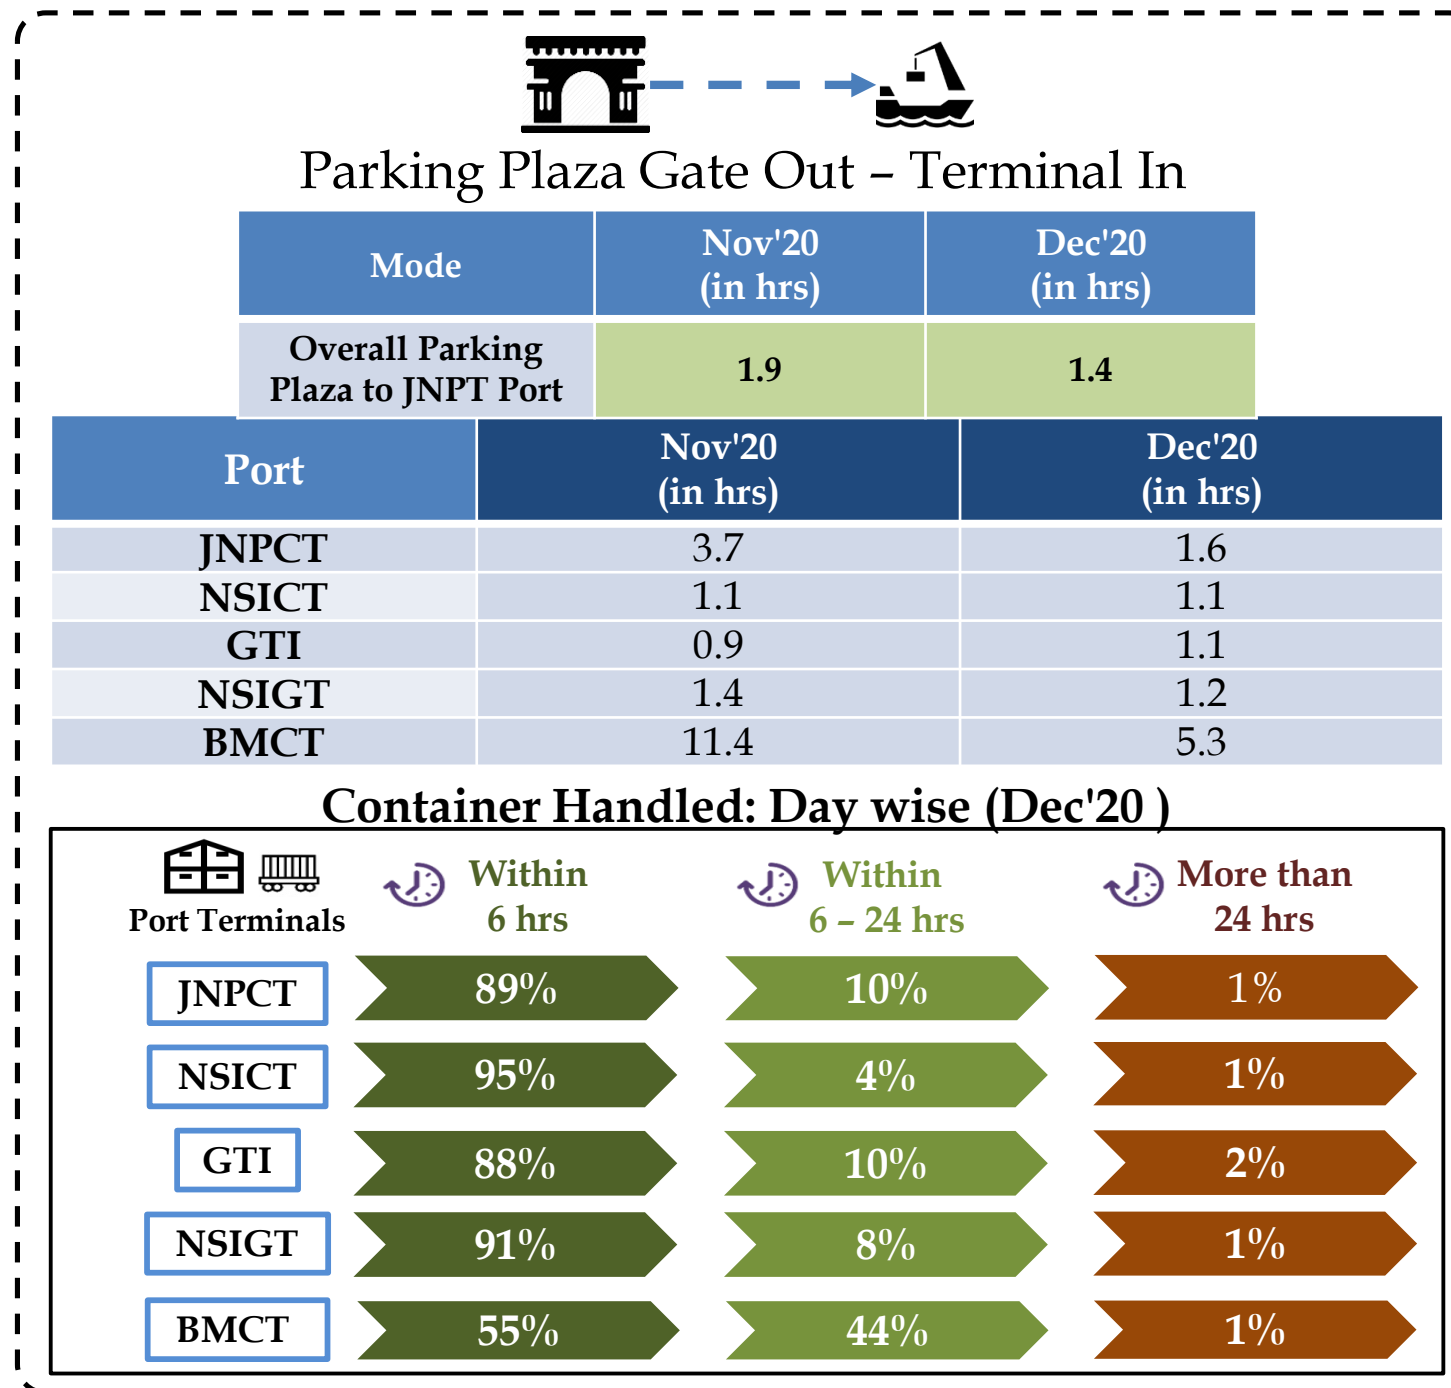 Parking Plaza Gate Out – Terminal In
Mode Nov'20 (in hrs) Dec'20 (in hrs)
Overall Parking Plaza to JNPT Port 1.9 1.4
Port Nov'20 (in hrs) Dec'20 (in hrs)
JNPCT 3.7 1.6
NSICT 1.1 1.1
GTI 0.9 1.1
NSIGT 1.4 1.2
BMCT 11.4 5.3
Container Handled: Day wise (Dec'20 )
Port Terminals Within 6 hrs Within 6 – 24 hrs More than 24 hrs
JNPCT 89% 10% 1%
NSICT 95% 4% 1%
GTI 88% 10% 2%
NSIGT 91% 8% 1%
BMCT 55% 44% 1%